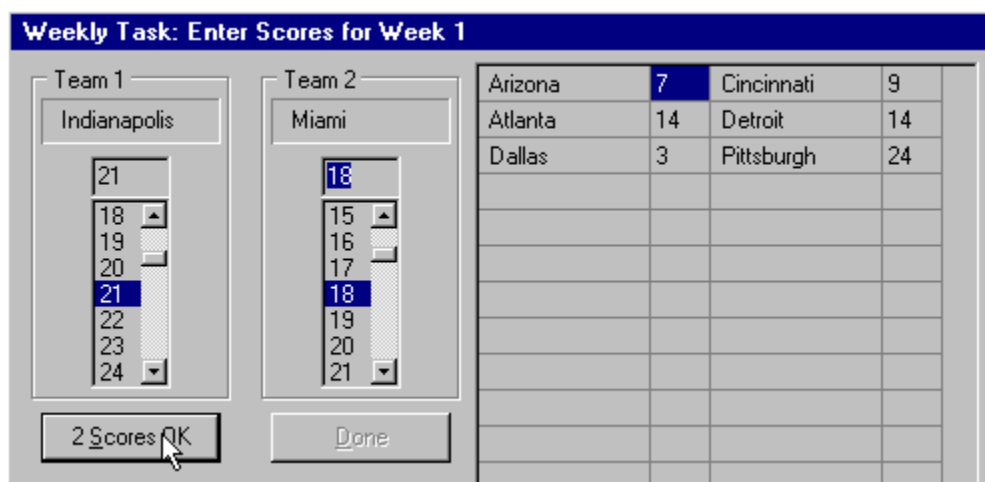 Weekly Task: Enter Scores for Week 1
Team 1
Indianapolis
21
18
19
20
21
22
23
24
2 Scores OK
Team 2
Miami
18
15
16
17
18
19
20
21
Done
Arizona 7 Cincinnati 9
Atlanta 14 Detroit 14
Dallas 3 Pittsburgh 24